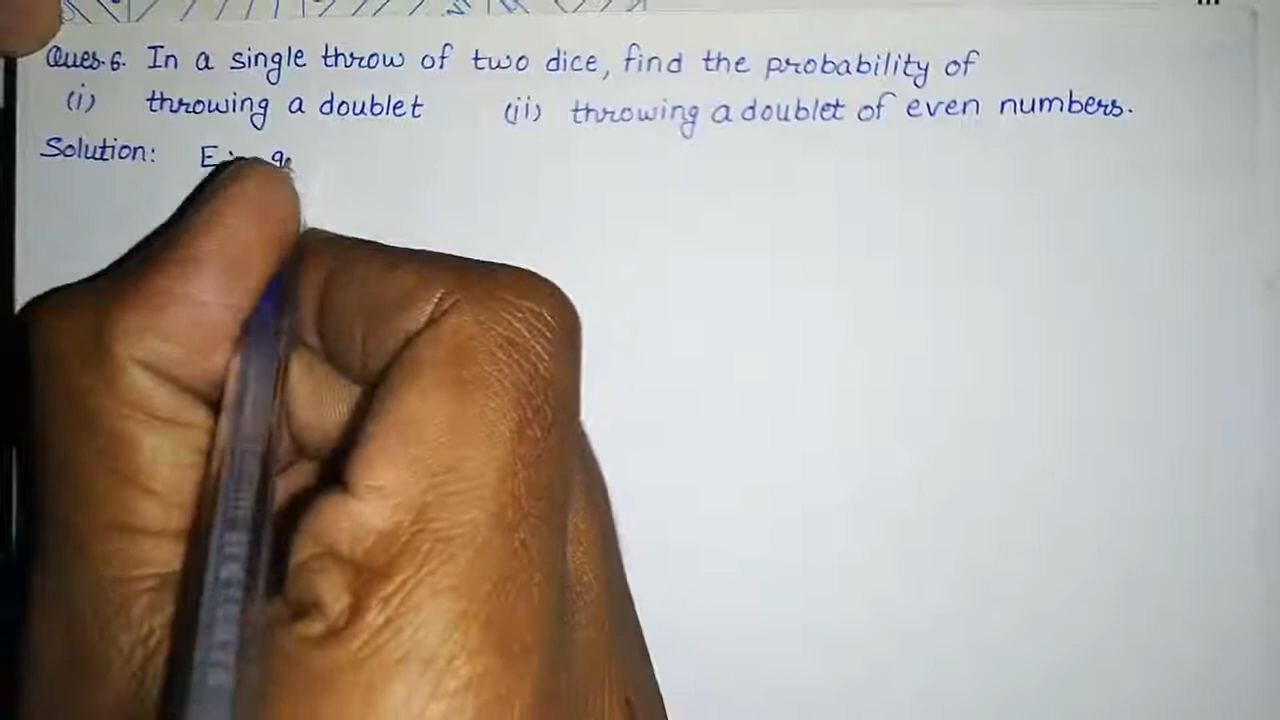 Ques.6. In a single throw of two dice, find the probability of
(i) throwing a doublet (ii) throwing a doublet of even numbers.
Solution: